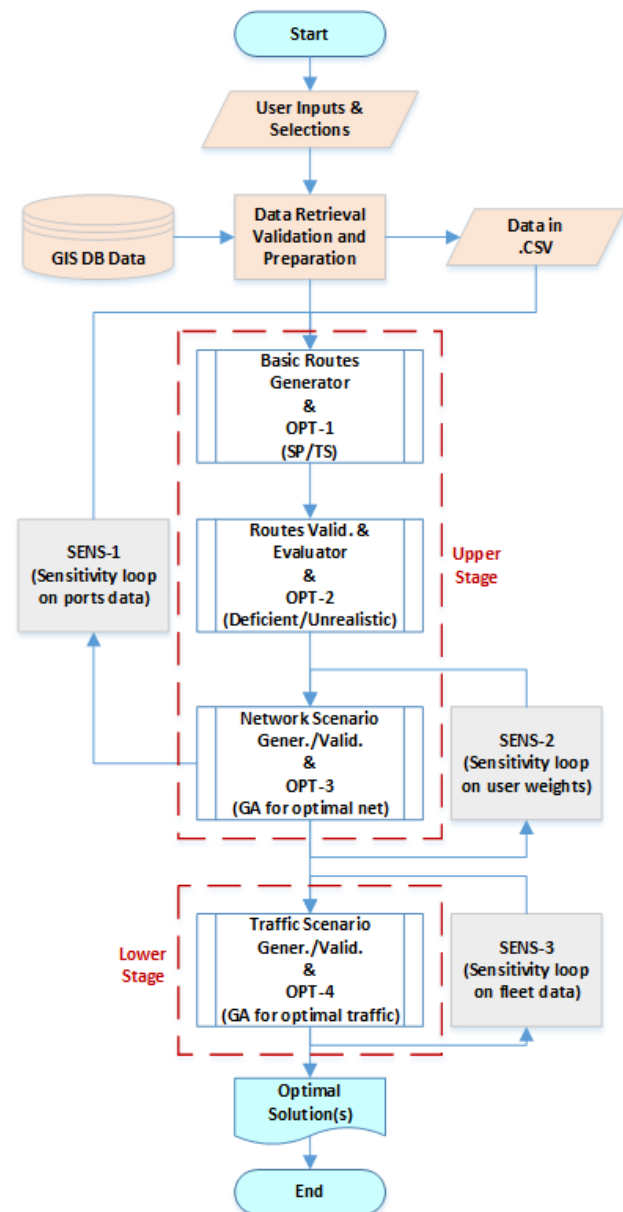 Start
User Inputs &
Selections
GIS DB Data
Data Retrieval
Validation and
Preparation
Data in
.CSV
Basic Routes
Generator
&
OPT-1
(SP/TS)
SENS-1
(Sensitivity loop
on ports data)
Routes Valid. &
Evaluator
&
OPT-2
(Deficient/Unrealistic)
Upper
Stage
Network Scenario
Gener./Valid.
&
OPT-3
(GA for optimal net)
SENS-2
(Sensitivity loop
on user weights)
Lower
Stage
Traffic Scenario
Gener./Valid.
&
OPT-4
(GA for optimal traffic)
SENS-3
(Sensitivity loop
on fleet data)
Optimal
Solution(s)
End